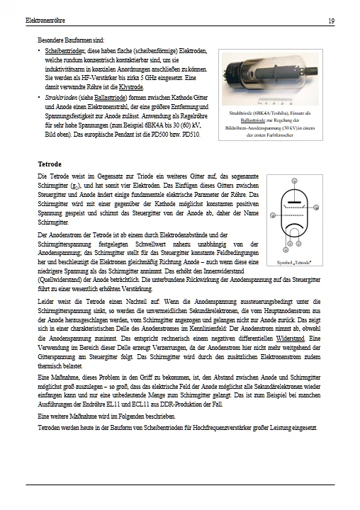 Elektronenröhre 19
Besondere Bauformen sind:
• Scheibentrioden; diese haben flache (scheibenförmige) Elektroden,
welche rundum konzentrisch kontaktierbar sind, um sie
induktivitätsarm in koaxialen Anordnungen anschließen zu können.
Sie werden als HF-Verstärker bis zirka 5 GHz eingesetzt. Eine
damit verwandte Röhre ist die Klystrode.
• Strahltrioden (siehe Ballasttriode) formen zwischen Kathode/Gitter
und Anode einen Elektronenstrahl, der eine größere Entfernung und
Spannungsfestigkeit zur Anode zulässt. Anwendung als Regelröhre
für sehr hohe Spannungen (zum Beispiel 6BK4A bis 30 (60) kV,
Bild oben). Das europäische Pendant ist die PD500 bzw. PD510.
Strahltriode (6BK4A/Toshiba), Einsatz als
Ballasttriode zur Regelung der
Bildröhren-Anodenspannung (30 kV) in einem
der ersten Farbfernseher
Tetrode
Die Tetrode weist im Gegensatz zur Triode ein weiteres Gitter auf, das sogenannte
Schirmgitter (g₂), und hat somit vier Elektroden. Das Einfügen dieses Gitters zwischen
Steuergitter und Anode ändert einige fundamentale elektrische Parameter der Röhre. Das
Schirmgitter wird mit einer gegenüber der Kathode möglichst konstanten positiven
Spannung gespeist und schirmt das Steuergitter von der Anode ab, daher der Name
Schirmgitter.
Der Anodenstrom der Tetrode ist ab einem durch Elektrodenabstände und der
Schirmgitterspannung festgelegten Schwellwert nahezu unabhängig von der
Anodenspannung; das Schirmgitter stellt für das Steuergitter konstante Feldbedingungen
her und beschleunigt die Elektronen gleichmäßig Richtung Anode – auch wenn diese eine
niedrigere Spannung als das Schirmgitter annimmt. Das erhöht den Innenwiderstand
(Quellwiderstand) der Anode beträchtlich. Die unterbundene Rückwirkung der Anodenspannung auf das Steuergitter
führt zu einer wesentlich erhöhten Verstärkung.
Symbol „Tetrode“
Leider weist die Tetrode einen Nachteil auf: Wenn die Anodenspannung aussteuerungsbedingt unter die
Schirmgitterspannung sinkt, so werden die unvermeidlichen Sekundärelektronen, die vom Hauptanodenstrom aus
der Anode herausgeschlagen werden, vom Schirmgitter angezogen und gelangen nicht zur Anode zurück. Das zeigt
sich in einer charakteristischen Delle des Anodenstromes im Kennlinienfeld: Der Anodenstrom nimmt ab, obwohl
die Anodenspannung zunimmt. Das entspricht rechnerisch einem negativen differentiellen Widerstand. Eine
Verwendung im Bereich dieser Delle erzeugt Verzerrungen, da der Anodenstrom hier nicht mehr weitgehend der
Gitterspannung am Steuergitter folgt. Das Schirmgitter wird durch den zusätzlichen Elektronenstrom zudem
thermisch belastet.
Eine Maßnahme, dieses Problem in den Griff zu bekommen, ist, den Abstand zwischen Anode und Schirmgitter
möglichst groß auszulegen – so groß, dass das elektrische Feld der Anode möglichst alle Sekundärelektronen wieder
einfangen kann und nur eine unbedeutende Menge zum Schirmgitter gelangt. Das ist zum Beispiel bei manchen
Ausführungen der Endröhre EL11 und ECL11 aus DDR-Produktion der Fall.
Eine weitere Maßnahme wird im Folgenden beschrieben.
Tetroden werden heute in der Bauform von Scheibentetroden für Hochfrequenzverstärker großer Leistung eingesetzt.